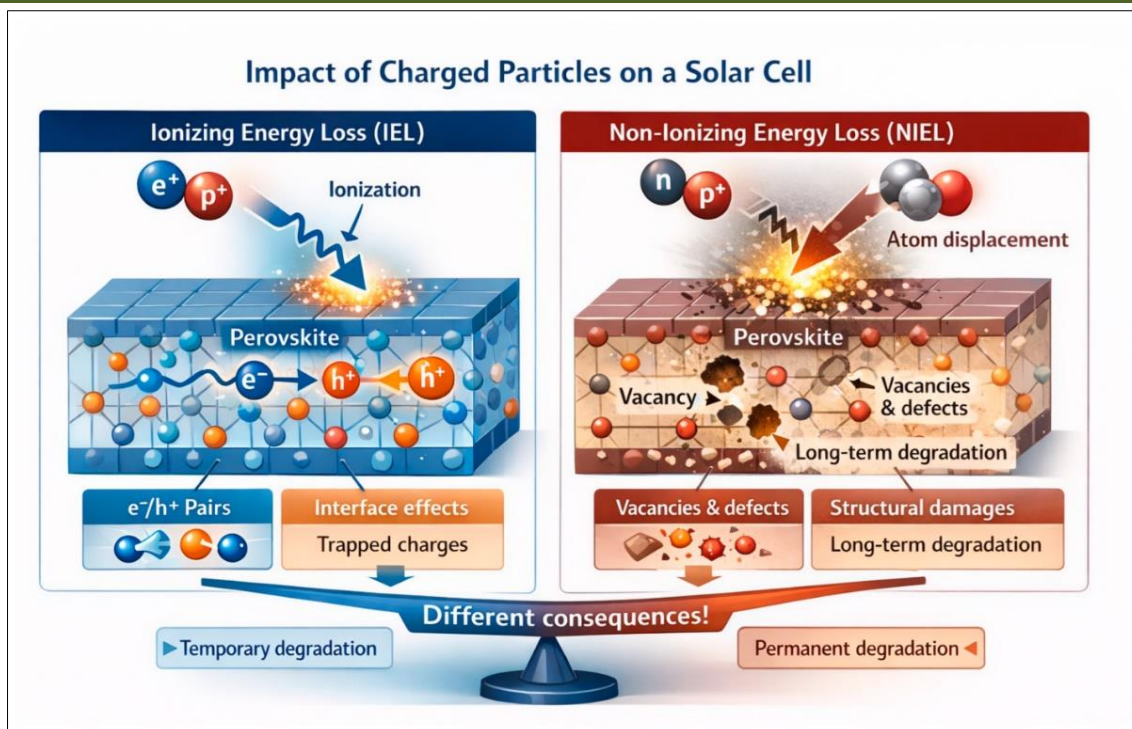 Impact of Charged Particles on a Solar Cell
Ionizing Energy Loss (IEL)
e+
p+
Ionization
Perovskite
e−
h+
h+
e−/h+ Pairs
Interface effects
Trapped charges
Non-Ionizing Energy Loss (NIEL)
n
p+
Atom displacement
Perovskite
Vacancy
Vacancies
& defects
Long-term degradation
Vacancies & defects
Structural damages
Long-term degradation
Different consequences!
Temporary degradation
Permanent degradation